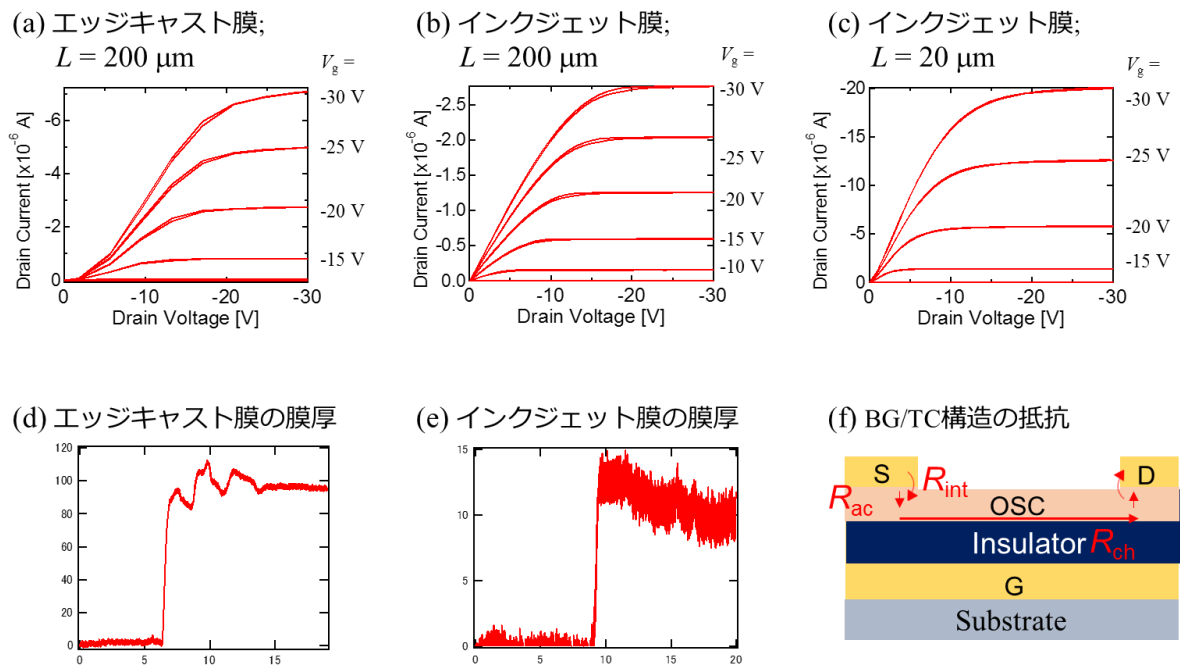 (a) エッジキャスト膜;
L = 200 μm
Vg =
-30 V
-25 V
-20 V
-15 V
-6
-4
-2
0
Drain Current [x10⁻⁶ A]
0 -10 -20 -30
Drain Voltage [V]
(b) インクジェット膜;
L = 200 μm
Vg =
-30 V
-25 V
-20 V
-15 V
-10 V
-2.5
-2.0
-1.5
-1.0
-0.5
0.0
Drain Current [x10⁻⁶ A]
0 -10 -20 -30
Drain Voltage [V]
(c) インクジェット膜;
L = 20 μm
Vg =
-30 V
-25 V
-20 V
-15 V
-20
-15
-10
-5
0
Drain Current [x10⁻⁶ A]
0 -10 -20 -30
Drain Voltage [V]
(d) エッジキャスト膜の膜厚
120
100
80
60
40
20
0
0 5 10 15
(e) インクジェット膜の膜厚
15
10
5
0
0 5 10 15 20
(f) BG/TC構造の抵抗
S D
Rint
Rac
OSC
Insulator Rch
G
Substrate